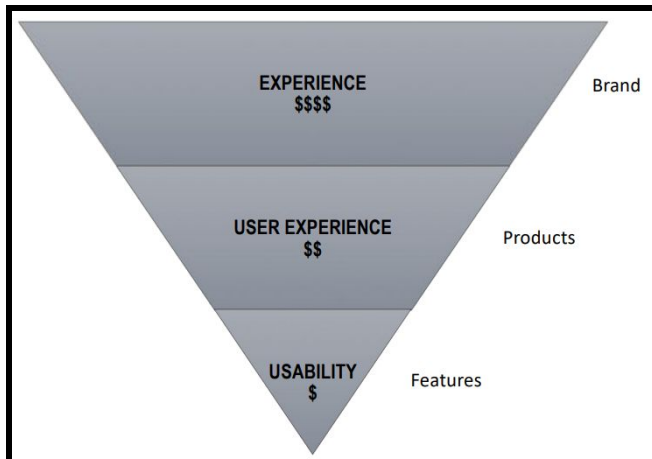 EXPERIENCE
$$$$
Brand
USER EXPERIENCE
$$
Products
USABILITY
$
Features